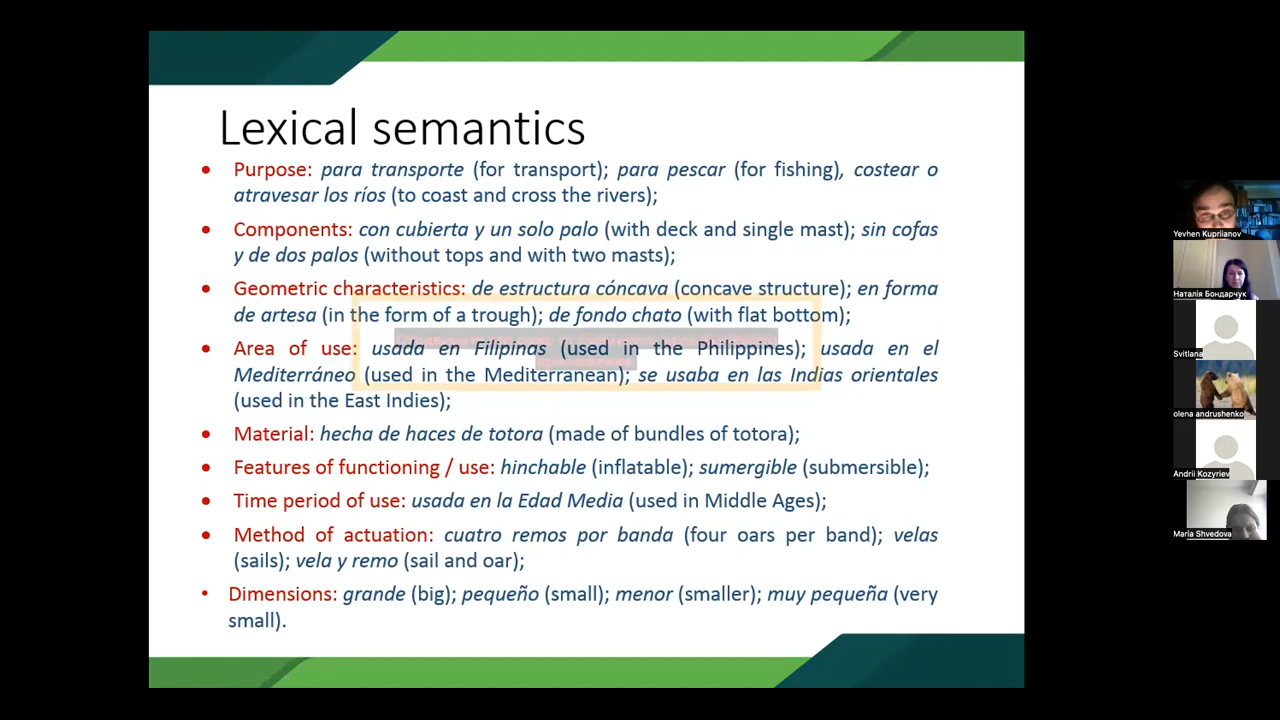 Lexical semantics
• Purpose: para transporte (for transport); para pescar (for fishing), costear o
atravesar los ríos (to coast and cross the rivers);
• Components: con cubierta y un solo palo (with deck and single mast); sin cofas
y de dos palos (without tops and with two masts);
• Geometric characteristics: de estructura cóncava (concave structure); en forma
de artesa (in the form of a trough); de fondo chato (with flat bottom);
• Area of use: usada en Filipinas (used in the Philippines); usada en el
Mediterráneo (used in the Mediterranean); se usaba en las Indias orientales
(used in the East Indies);
• Material: hecha de haces de totora (made of bundles of totora);
• Features of functioning / use: hinchable (inflatable); sumergible (submersible);
• Time period of use: usada en la Edad Media (used in Middle Ages);
• Method of actuation: cuatro remos por banda (four oars per band); velas
(sails); vela y remo (sail and oar);
• Dimensions: grande (big); pequeño (small); menor (smaller); muy pequeña (very
small).
Yevhen Kupriianov
Наталія Бондарчук
Svitlana
olena andrushenko
Andrii Kozyriev
Maria Shvedova